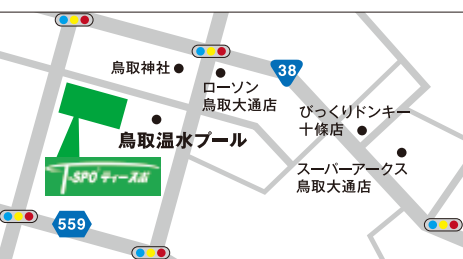 38
鳥取神社
ローソン
鳥取大通店
びっくりドンキー
十條店
鳥取温水プール
スーパーアークス
鳥取大通店
T-SPO ティースポ
559